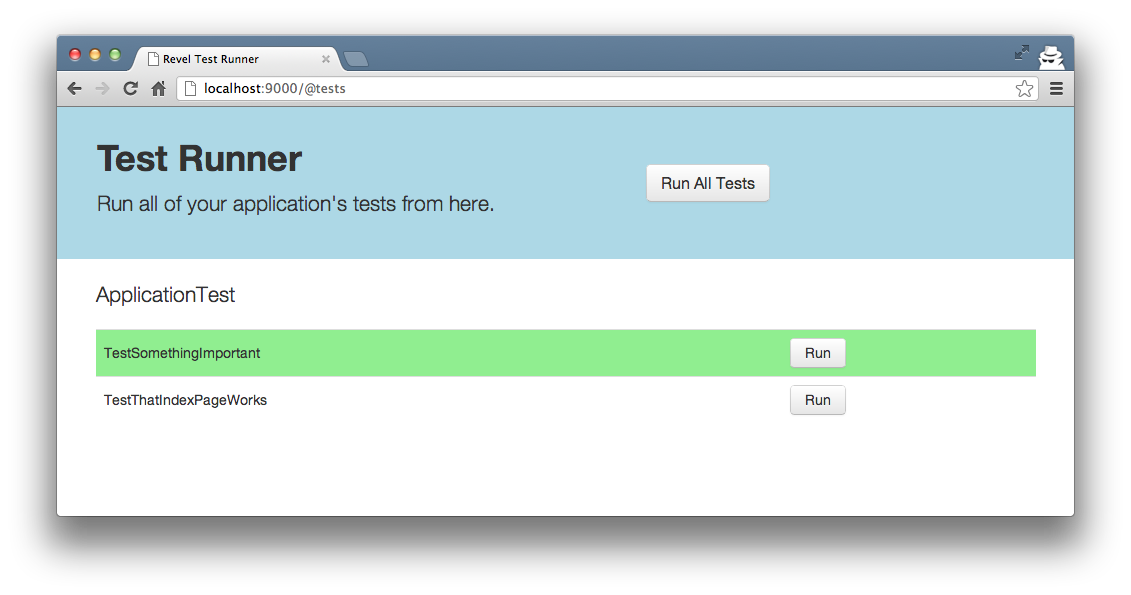 Revel Test Runner
localhost:9000/@tests
Test Runner
Run all of your application's tests from here.
Run All Tests
ApplicationTest
TestSomethingImportant Run
TestThatIndexPageWorks Run